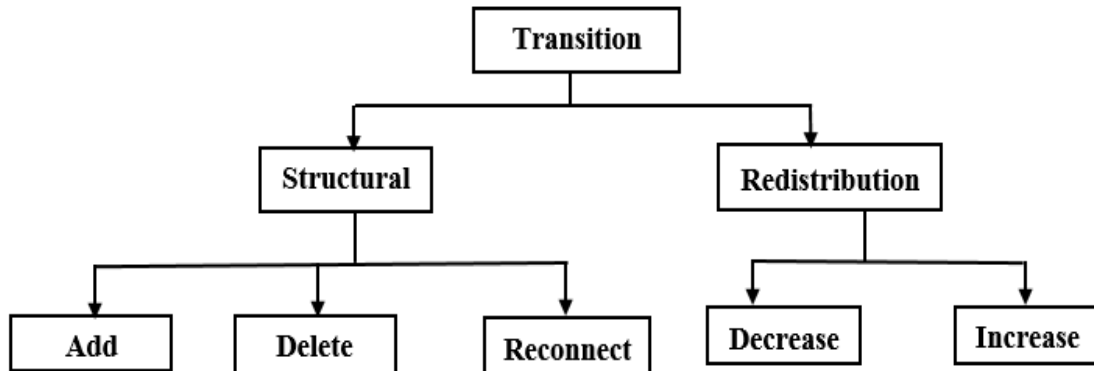 Transition
Structural
Redistribution
Add
Delete
Reconnect
Decrease
Increase